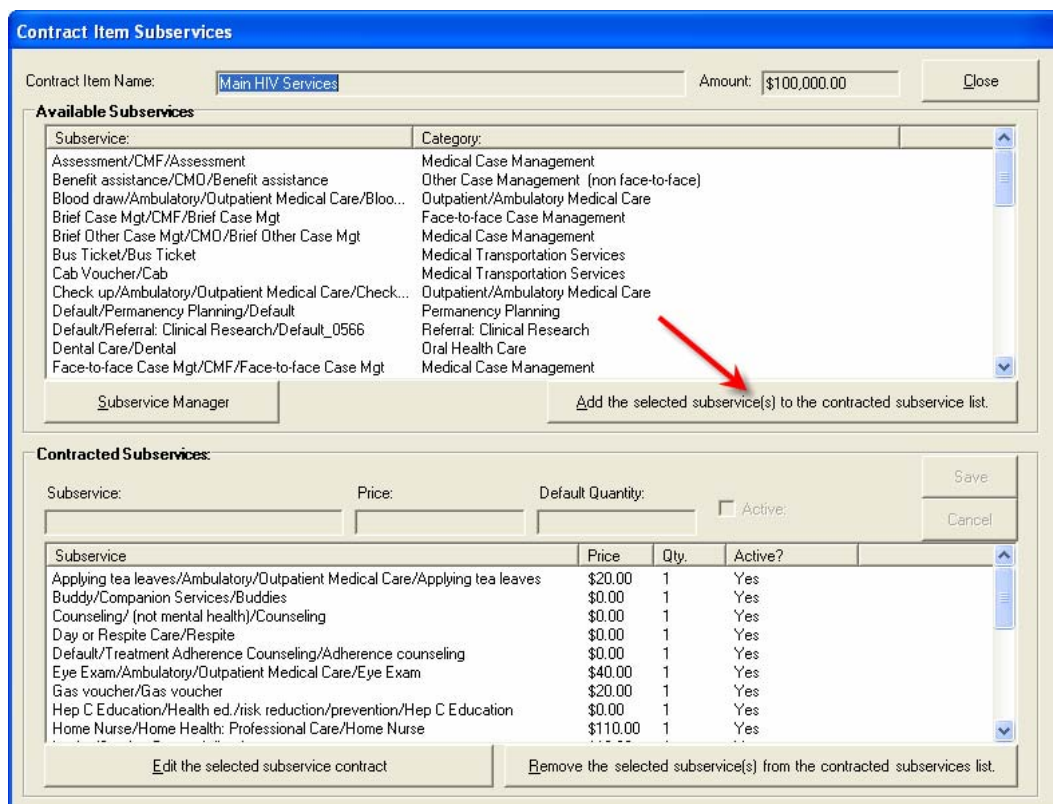 Contract Item Subservices
Contract Item Name: Main HIV Services Amount: $100,000.00 Close
Available Subservices
Subservice: Category:
Assessment/CMF/Assessment Medical Case Management
Benefit assistance/CMO/Benefit assistance Other Case Management (non face-to-face)
Blood draw/Ambulatory/Outpatient Medical Care/Bloo... Outpatient/Ambulatory Medical Care
Brief Case Mgt/CMF/Brief Case Mgt Face-to-face Case Management
Brief Other Case Mgt/CMO/Brief Other Case Mgt Medical Case Management
Bus Ticket/Bus Ticket Medical Transportation Services
Cab Voucher/Cab Medical Transportation Services
Check up/Ambulatory/Outpatient Medical Care/Check... Outpatient/Ambulatory Medical Care
Default/Permanency Planning/Default Permanency Planning
Default/Referral: Clinical Research/Default_0566 Referral: Clinical Research
Dental Care/Dental Oral Health Care
Face-to-face Case Mgt/CMF/Face-to-face Case Mgt Medical Case Management
Subservice Manager Add the selected subservice(s) to the contracted subservice list.
Contracted Subservices:
Save
Subservice: Price: Default Quantity:
Active:
Cancel
Subservice Price Qty. Active?
Applying tea leaves/Ambulatory/Outpatient Medical Care/Applying tea leaves $20.00 1 Yes
Buddy/Companion Services/Buddies $0.00 1 Yes
Counseling/ (not mental health)/Counseling $0.00 1 Yes
Day or Respite Care/Respite $0.00 1 Yes
Default/Treatment Adherence Counseling/Adherence counseling $0.00 1 Yes
Eye Exam/Ambulatory/Outpatient Medical Care/Eye Exam $40.00 1 Yes
Gas voucher/Gas voucher $20.00 1 Yes
Hep C Education/Health ed./risk reduction/prevention/Hep C Education $0.00 1 Yes
Home Nurse/Home Health: Professional Care/Home Nurse $110.00 1 Yes
Edit the selected subservice contract Remove the selected subservice(s) from the contracted subservices list.